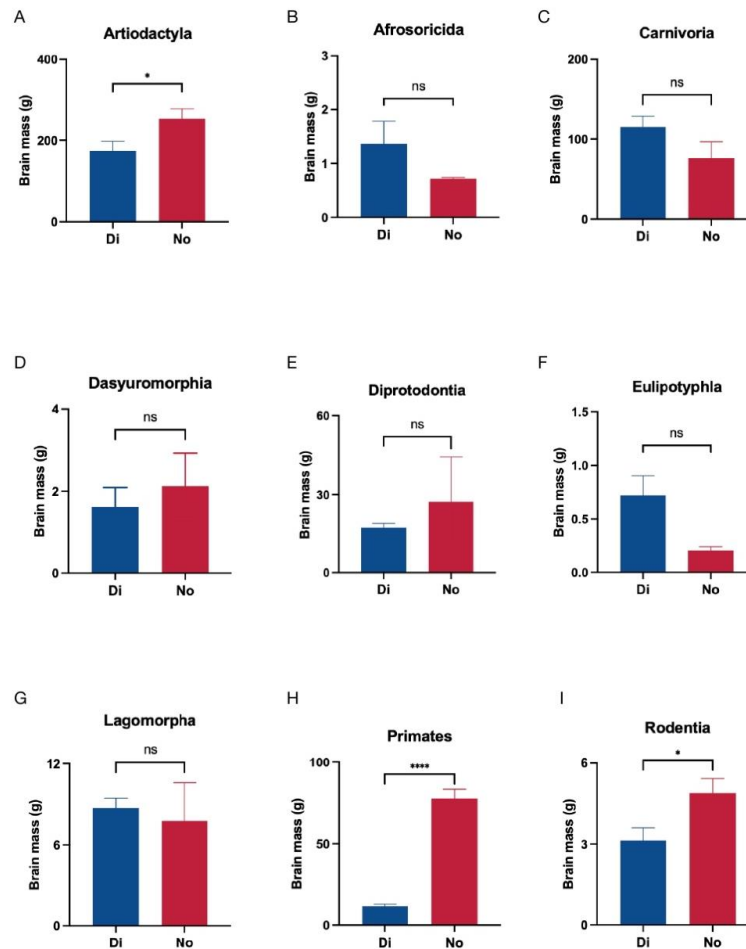 A
Artiodactyla
Brain mass (g)
400
200
0
*
Di No
B
Afrosoricida
Brain mass (g)
3
2
1
0
ns
Di No
C
Carnivoria
Brain mass (g)
200
100
0
ns
Di No
D
Dasyuromorphia
Brain mass (g)
4
2
0
ns
Di No
E
Diprotodontia
Brain mass (g)
60
30
0
ns
Di No
F
Eulipotyphla
Brain mass (g)
1.5
1.0
0.5
0.0
ns
Di No
G
Lagomorpha
Brain mass (g)
12
6
0
ns
Di No
H
Primates
Brain mass (g)
100
50
0
****
Di No
I
Rodentia
Brain mass (g)
6
3
0
*
Di No